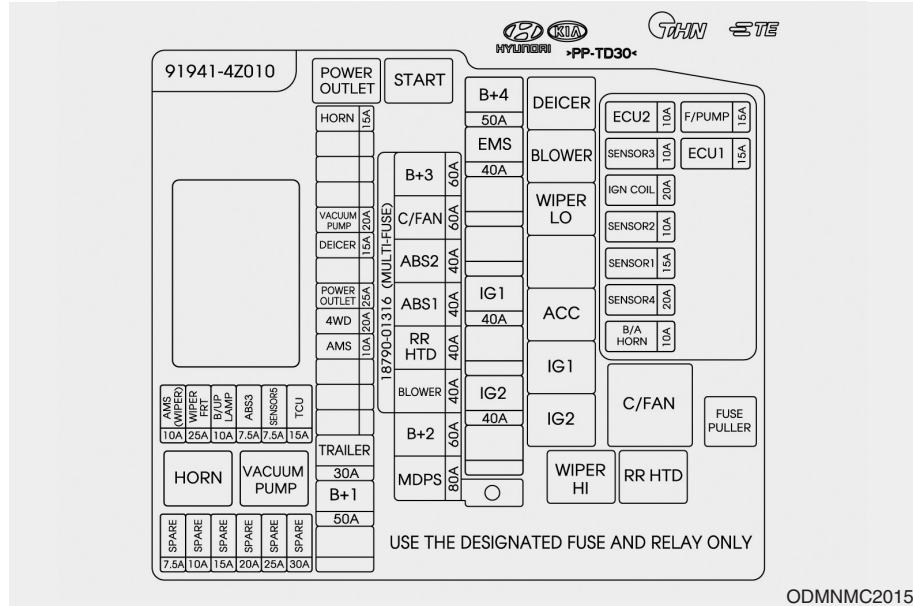 HYUNDAI
KIA
>PP-TD30<
THN
TE
91941-4Z010
POWER
OUTLET
START
HORN 15A
VACUUM
PUMP 20A
DEICER 15A
POWER
OUTLET 25A
4WD 20A
AMS 10A
TRAILER
30A
B+1
50A
18790-01316 (MULTI-FUSE)
B+3 60A
C/FAN 60A
ABS2 40A
ABS1 40A
RR
HTD 40A
BLOWER 40A
B+2 60A
MDPS 80A
B+4
50A
EMS
40A
IG1
40A
IG2
40A
DEICER
BLOWER
WIPER
LO
ACC
IG1
IG2
ECU2 10A
F/PUMP 15A
SENSOR3 10A
ECU1 15A
IGN COIL 20A
SENSOR2 10A
SENSOR1 15A
SENSOR4 20A
B/A
HORN 10A
C/FAN
FUSE
PULLER
WIPER
HI
RR HTD
AMS
(WIPER)
10A
WIPER
FRT
25A
B/UP
LAMP
10A
ABS3
7.5A
SENSOR5
7.5A
TCU
15A
HORN
VACUUM
PUMP
SPARE
7.5A
SPARE
10A
SPARE
15A
SPARE
20A
SPARE
25A
SPARE
30A
USE THE DESIGNATED FUSE AND RELAY ONLY
ODMNMC2015